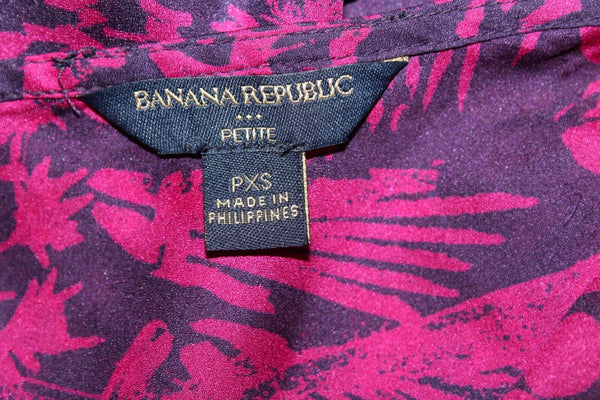 BANANA REPUBLIC
PETITE
PXS
MADE IN
PHILIPPINES